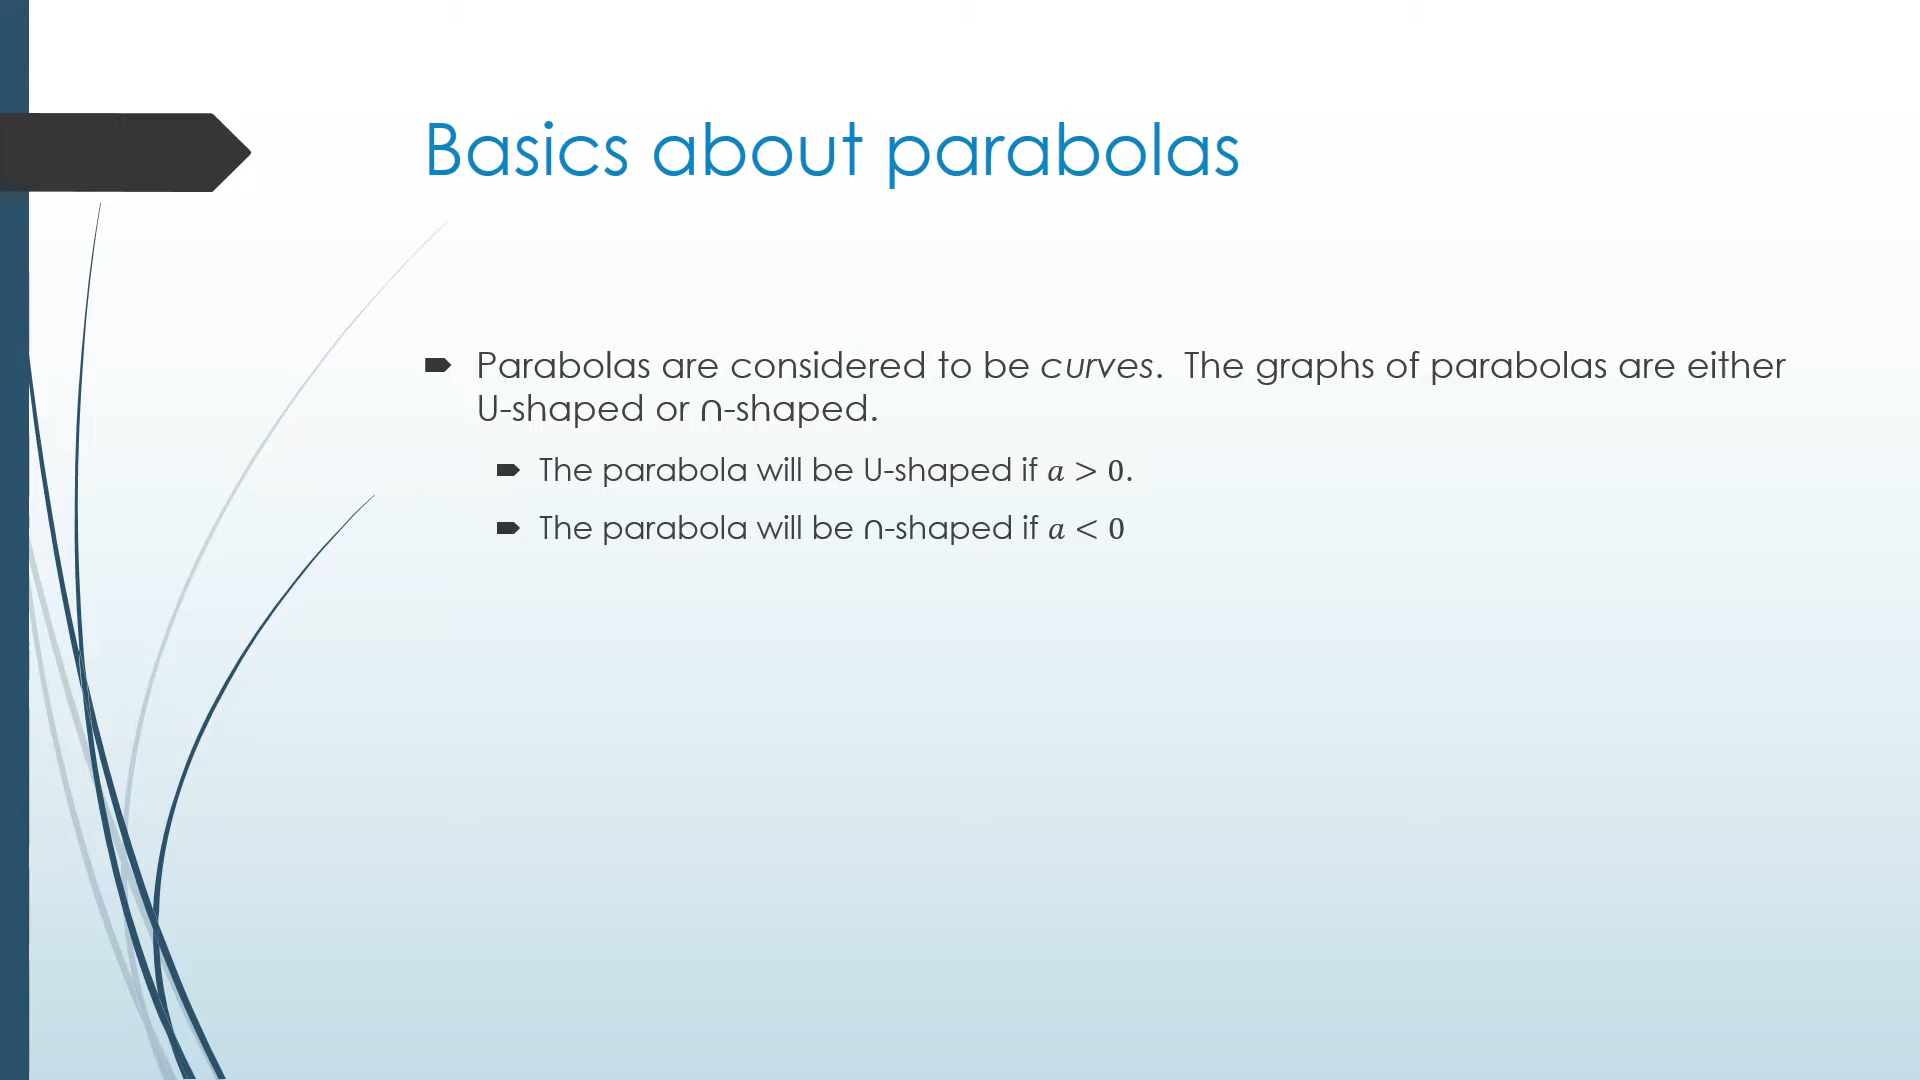 Basics about parabolas
Parabolas are considered to be curves. The graphs of parabolas are either
U-shaped or ∩-shaped.
The parabola will be U-shaped if a > 0.
The parabola will be ∩-shaped if a < 0